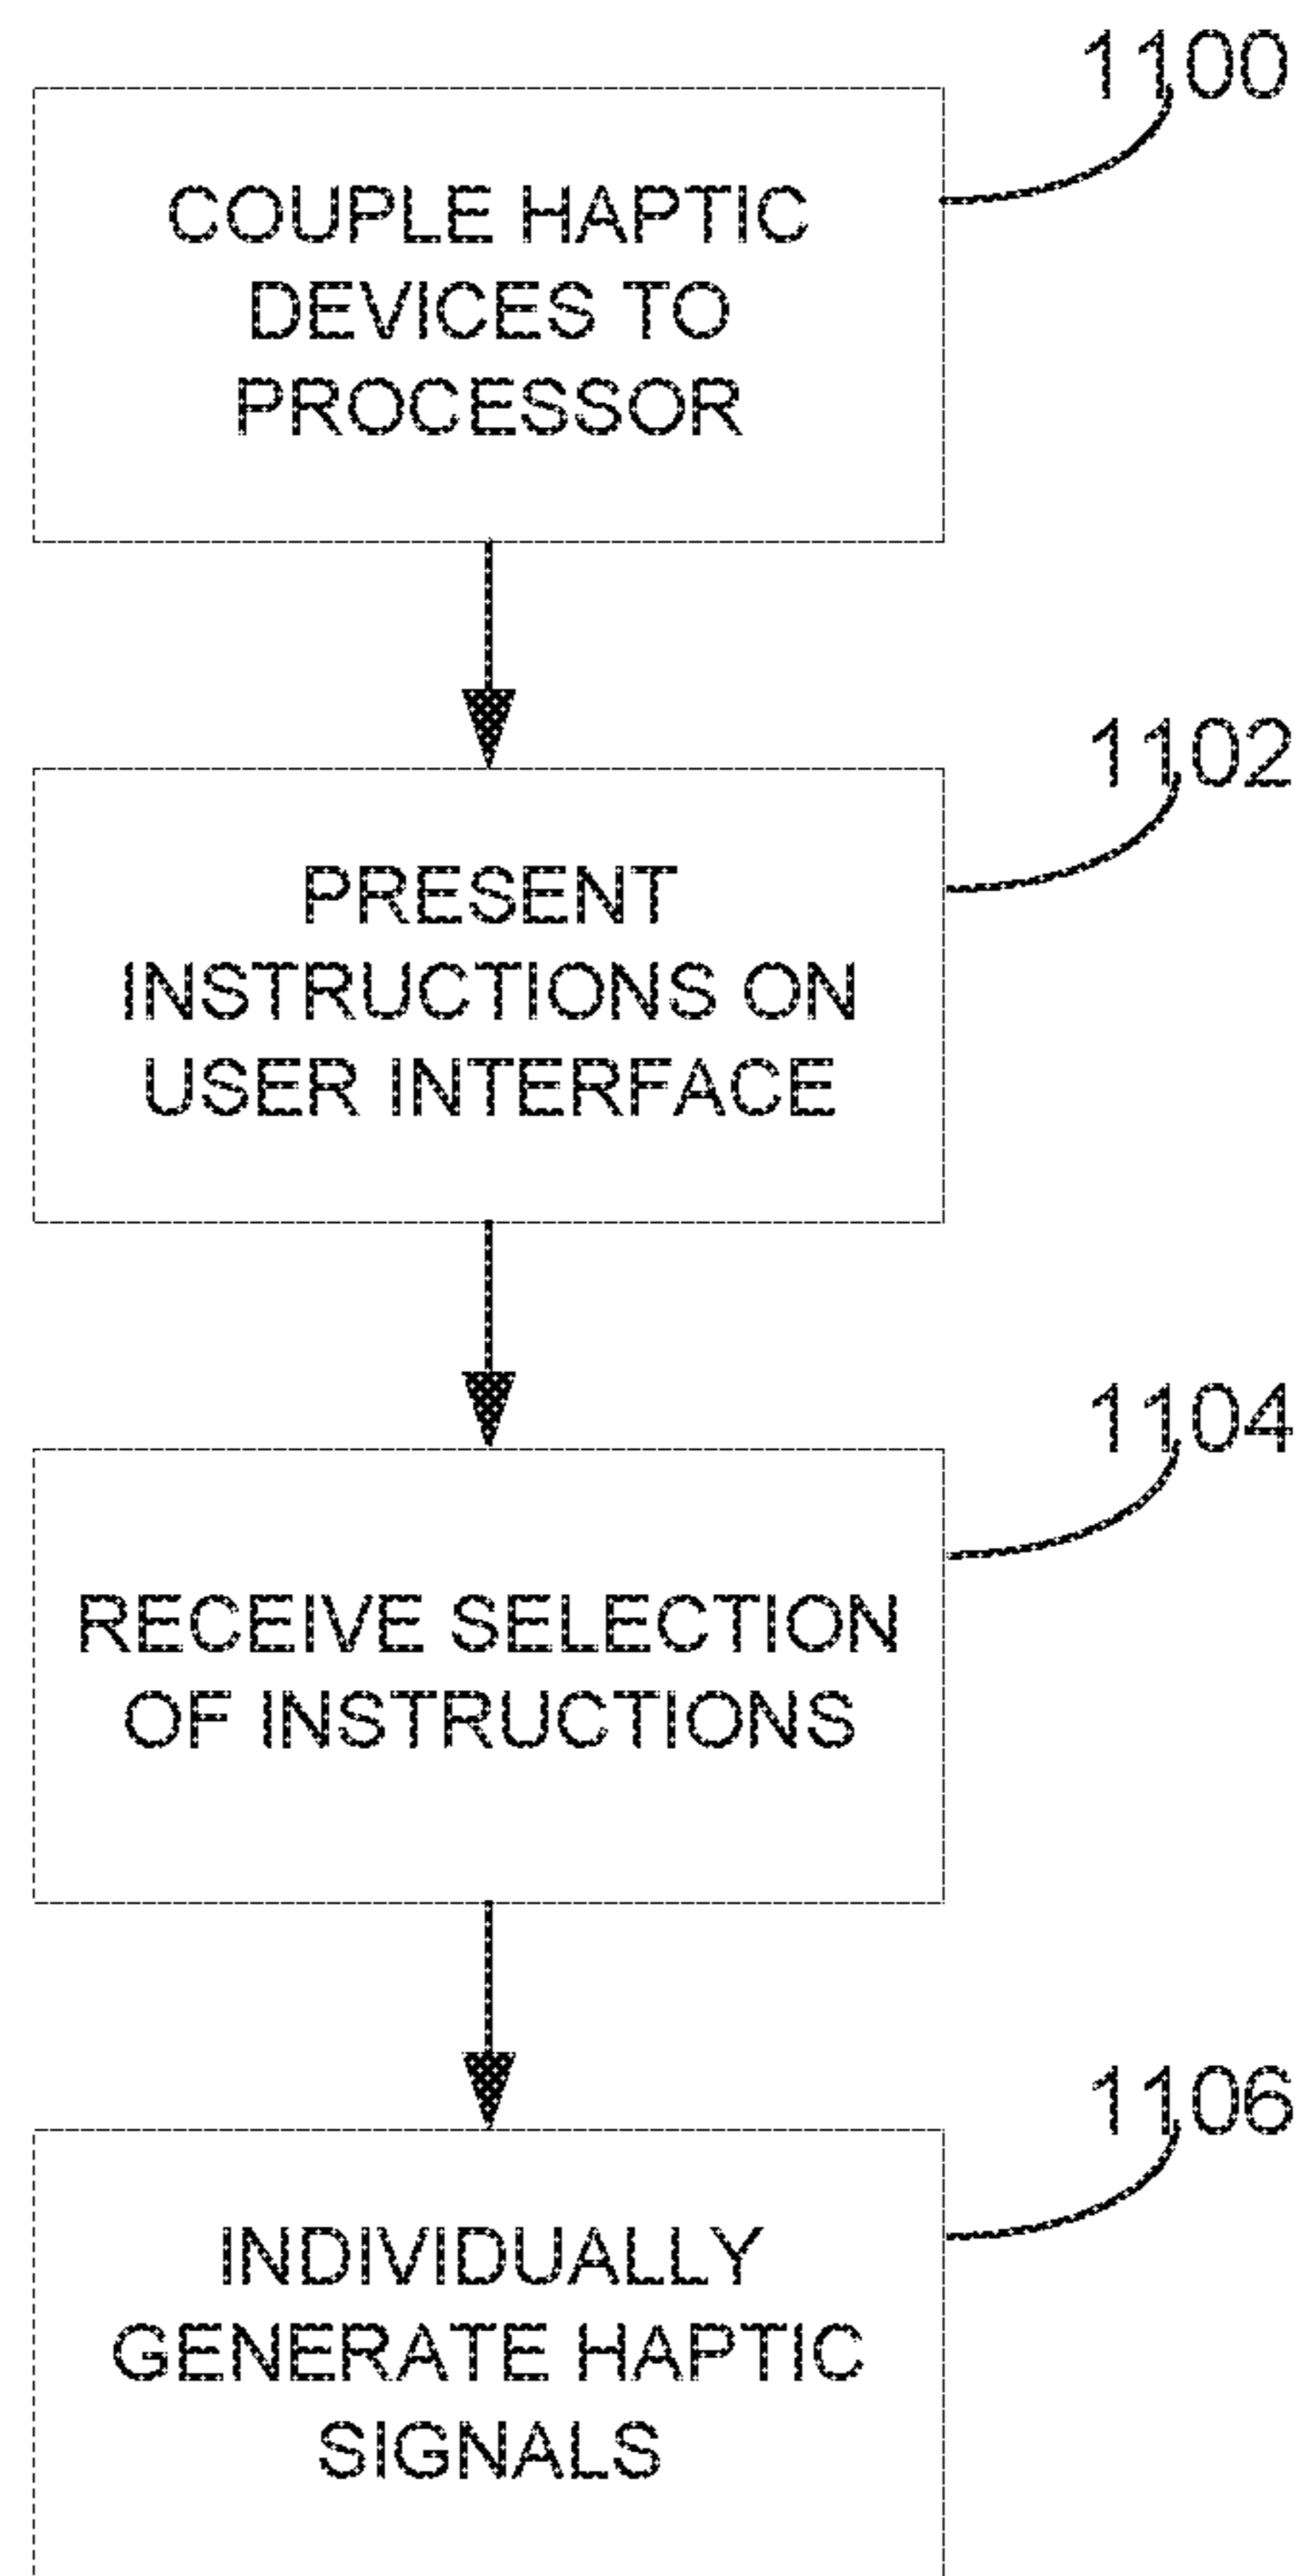 1100
COUPLE HAPTIC
DEVICES TO
PROCESSOR
1102
PRESENT
INSTRUCTIONS ON
USER INTERFACE
1104
RECEIVE SELECTION
OF INSTRUCTIONS
1106
INDIVIDUALLY
GENERATE HAPTIC
SIGNALS